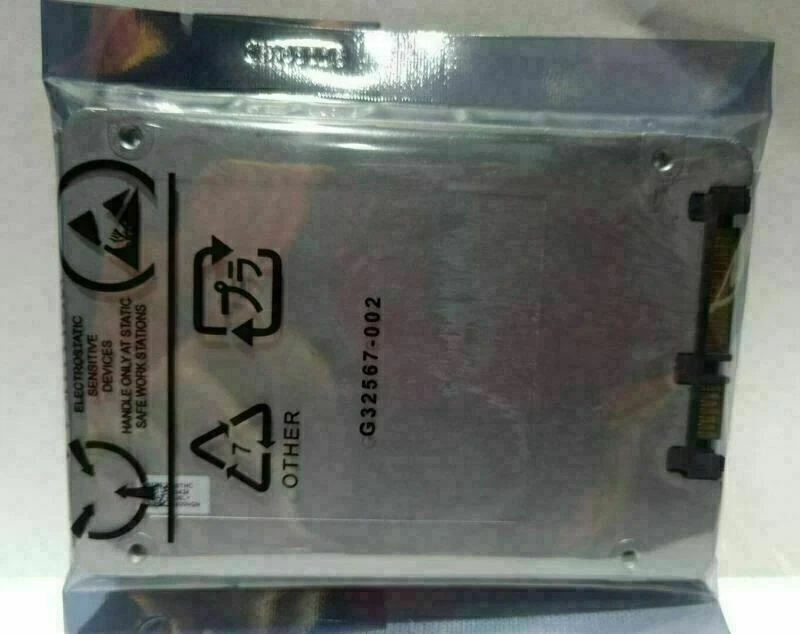 ELECTROSTATIC
SENSITIVE
DEVICES
HANDLE ONLY AT STATIC
SAFE WORK STATIONS
プラ
7
OTHER
G32567-002